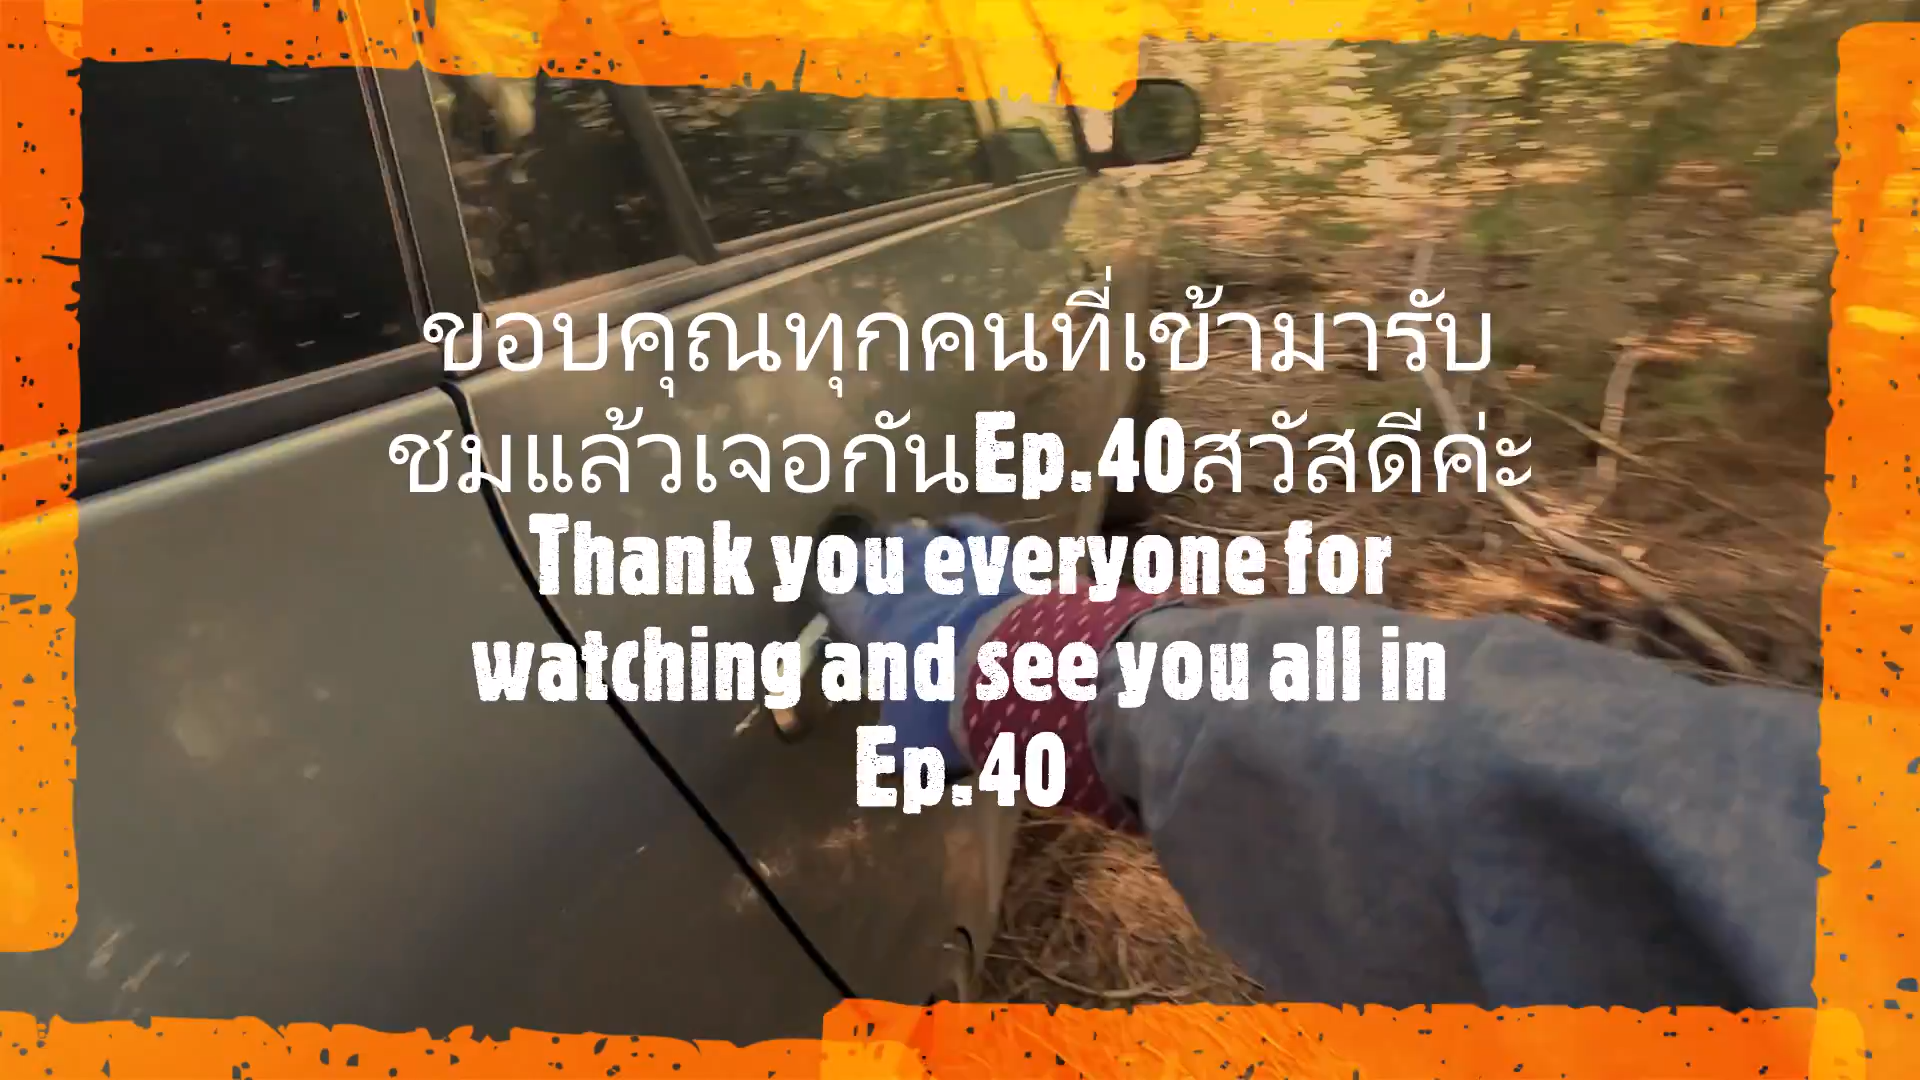 ขอบคุณทุกคนที่เข้ามารับ
ชมแล้วเจอกันEp.40สวัสดีค่ะ
Thank you everyone for
watching and see you all in
Ep.40